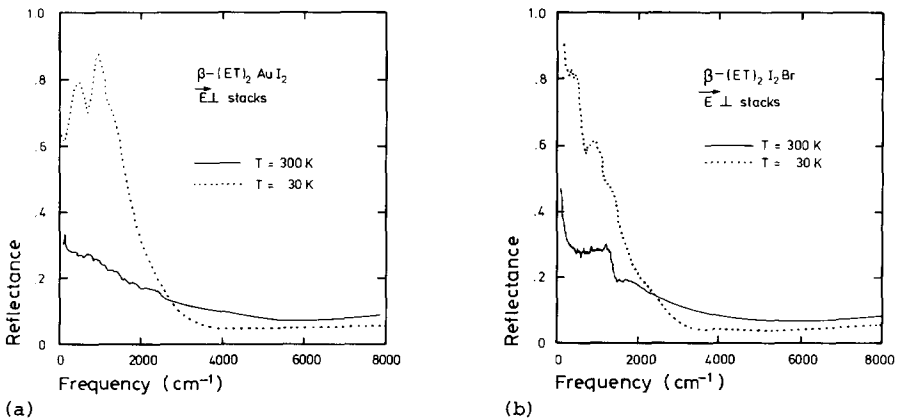 1.0
.8
.6
.4
.2
0
Reflectance
β-(ET)₂ Au I₂
E⊥ stacks
T = 300 K
T = 30 K
0 2000 4000 6000 8000
Frequency (cm⁻¹)
(a)
1.0
.8
.6
.4
.2
0
Reflectance
β-(ET)₂ I₂Br
E ⊥ stacks
T = 300 K
T = 30 K
0 2000 4000 6000 8000
Frequency (cm⁻¹)
(b)